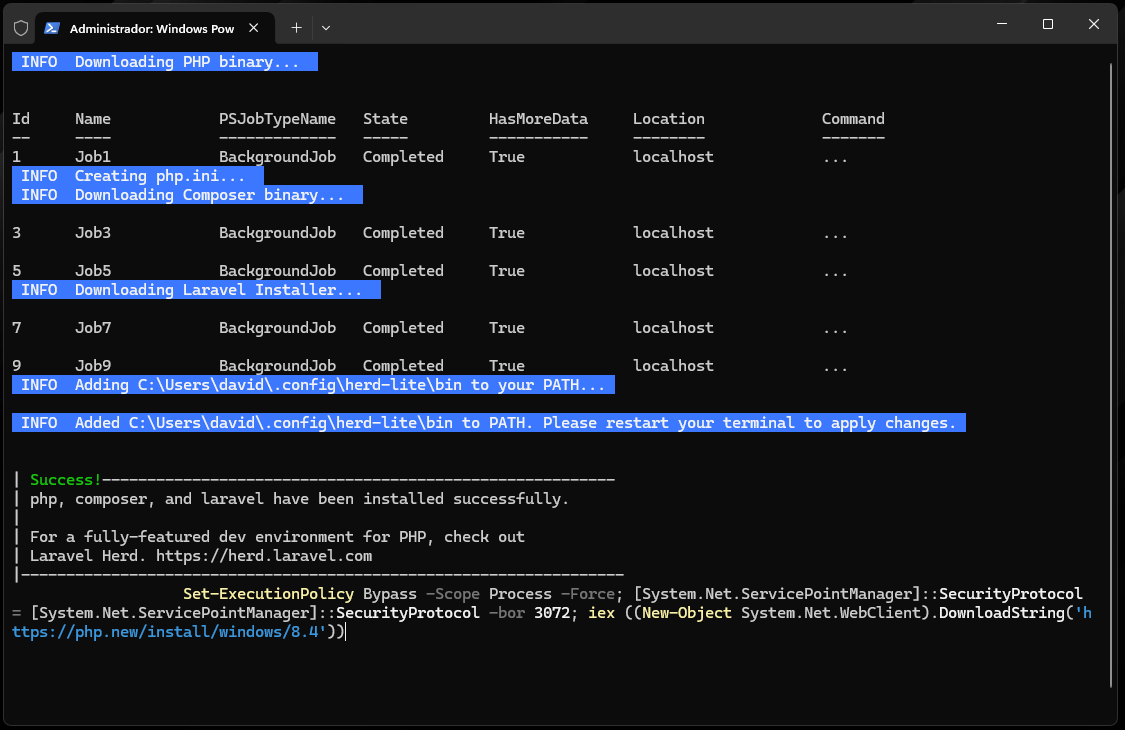 Administrador: Windows Pow
INFO  Downloading PHP binary...
Id     Name            PSJobTypeName   State         HasMoreData     Location             Command
--     ----            -------------   -----         -----------     --------             -------
1      Job1            BackgroundJob   Completed     True            localhost            ...
INFO  Creating php.ini...
INFO  Downloading Composer binary...
3      Job3            BackgroundJob   Completed     True            localhost            ...
5      Job5            BackgroundJob   Completed     True            localhost            ...
INFO  Downloading Laravel Installer...
7      Job7            BackgroundJob   Completed     True            localhost            ...
9      Job9            BackgroundJob   Completed     True            localhost            ...
INFO  Adding C:\Users\david\.config\herd-lite\bin to your PATH...
INFO  Added C:\Users\david\.config\herd-lite\bin to PATH. Please restart your terminal to apply changes.
| Success!---------------------------------------------------------
| php, composer, and laravel have been installed successfully.
|
| For a fully-featured dev environment for PHP, check out
| Laravel Herd. https://herd.laravel.com
|-------------------------------------------------------------------
Set-ExecutionPolicy Bypass -Scope Process -Force; [System.Net.ServicePointManager]::SecurityProtocol
= [System.Net.ServicePointManager]::SecurityProtocol -bor 3072; iex ((New-Object System.Net.WebClient).DownloadString('h
ttps://php.new/install/windows/8.4'))